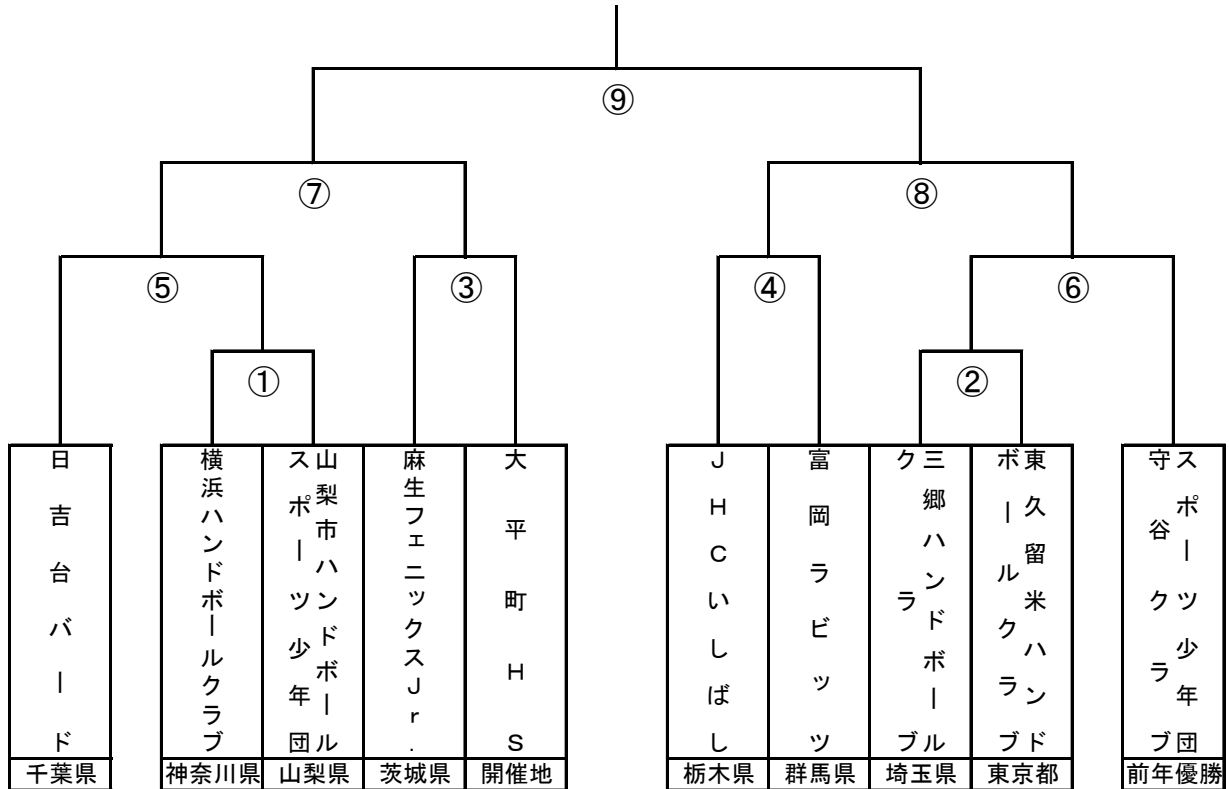 ⑨
⑦
⑧
⑤
③
④
⑥
①
②
日吉台バード
横浜ハンドボールクラブ
山梨市ハンドボール
スポーツ少年団
麻生フェニックスJr.
大平町HS
JHCいしばし
富岡ラビッツ
三郷ハンドボール
クラブ
東久留米ハンド
ボールクラブ
スポーツ少年団
守谷クラブ
千葉県
神奈川県
山梨県
茨城県
開催地
栃木県
群馬県
埼玉県
東京都
前年優勝